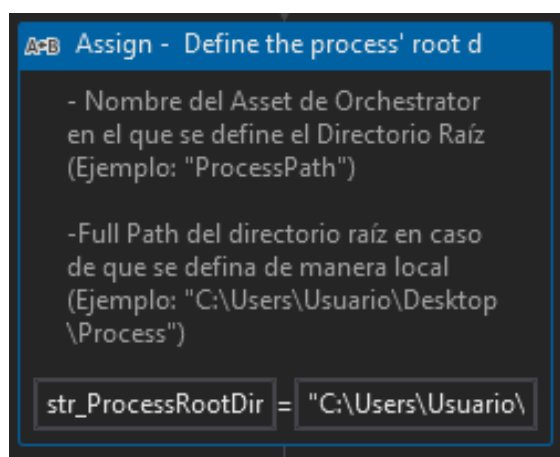 A=B Assign - Define the process' root d
- Nombre del Asset de Orchestrator
en el que se define el Directorio Raíz
(Ejemplo: "ProcessPath")
-Full Path del directorio raíz en caso
de que se defina de manera local
(Ejemplo: "C:\Users\Usuario\Desktop
\Process")
str_ProcessRootDir = "C:\Users\Usuario\